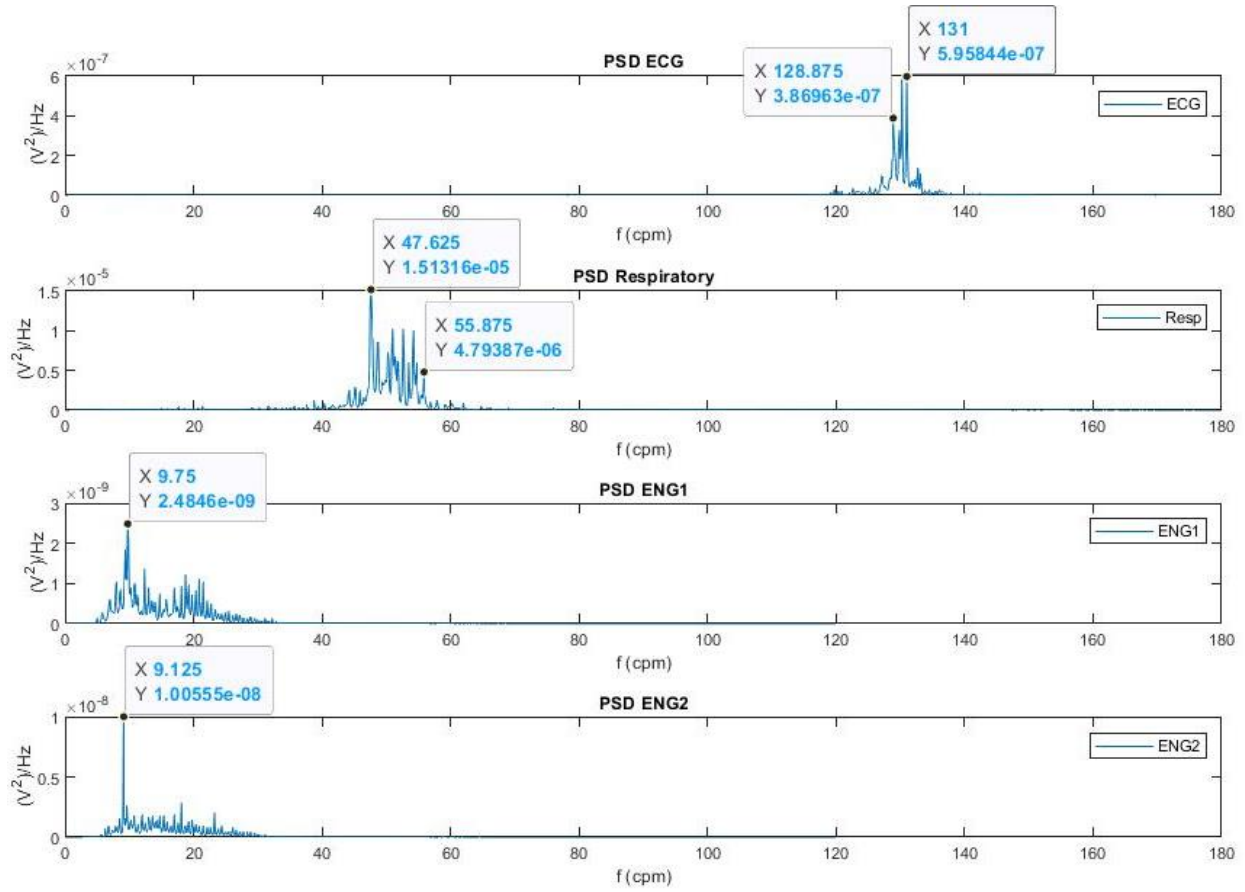 X 131
Y 5.95844e-07
PSD ECG
X 128.875
Y 3.86963e-07
×10^-7
(V^2)/Hz
6
4
2
0
ECG
0 20 40 60 80 100 120 140 160 180
f (cpm)
X 47.625
Y 1.51316e-05
PSD Respiratory
×10^-5
X 55.875
Y 4.79387e-06
(V^2)/Hz
1.5
1
0.5
0
Resp
0 20 40 60 80 100 120 140 160 180
f (cpm)
X 9.75
Y 2.4846e-09
PSD ENG1
×10^-9
(V^2)/Hz
3
2
1
0
ENG1
0 20 40 60 80 100 120 140 160 180
f (cpm)
X 9.125
Y 1.00555e-08
PSD ENG2
×10^-8
(V^2)/Hz
1
0.5
0
ENG2
0 20 40 60 80 100 120 140 160 180
f (cpm)